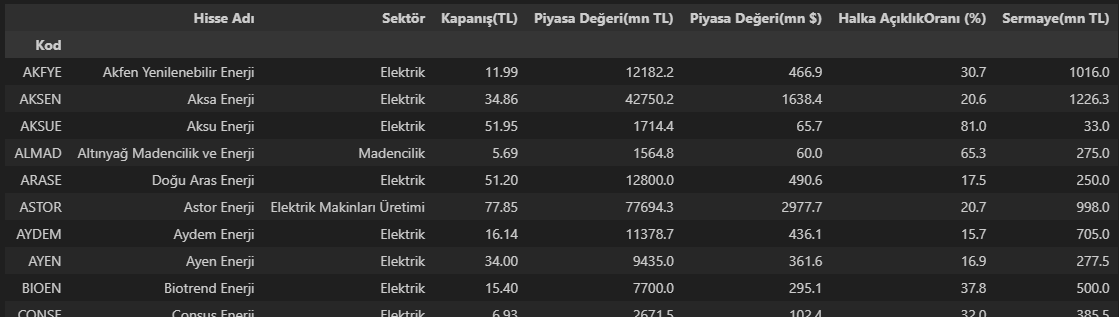 Hisse Adı Sektör Kapanış(TL) Piyasa Değeri(mn TL) Piyasa Değeri(mn $) Halka AçıklıkOranı (%) Sermaye(mn TL)
Kod
AKFYE Akfen Yenilenebilir Enerji Elektrik 11.99 12182.2 466.9 30.7 1016.0
AKSEN Aksa Enerji Elektrik 34.86 42750.2 1638.4 20.6 1226.3
AKSUE Aksu Enerji Elektrik 51.95 1714.4 65.7 81.0 33.0
ALMAD Altınyağ Madencilik ve Enerji Madencilik 5.69 1564.8 60.0 65.3 275.0
ARASE Doğu Aras Enerji Elektrik 51.20 12800.0 490.6 17.5 250.0
ASTOR Astor Enerji Elektrik Makinları Üretimi 77.85 77694.3 2977.7 20.7 998.0
AYDEM Aydem Enerji Elektrik 16.14 11378.7 436.1 15.7 705.0
AYEN Ayen Enerji Elektrik 34.00 9435.0 361.6 16.9 277.5
BIOEN Biotrend Enerji Elektrik 15.40 7700.0 295.1 37.8 500.0
CONSE Consus Enerji Elektrik 6.93 2671.5 102.4 32.0 385.5